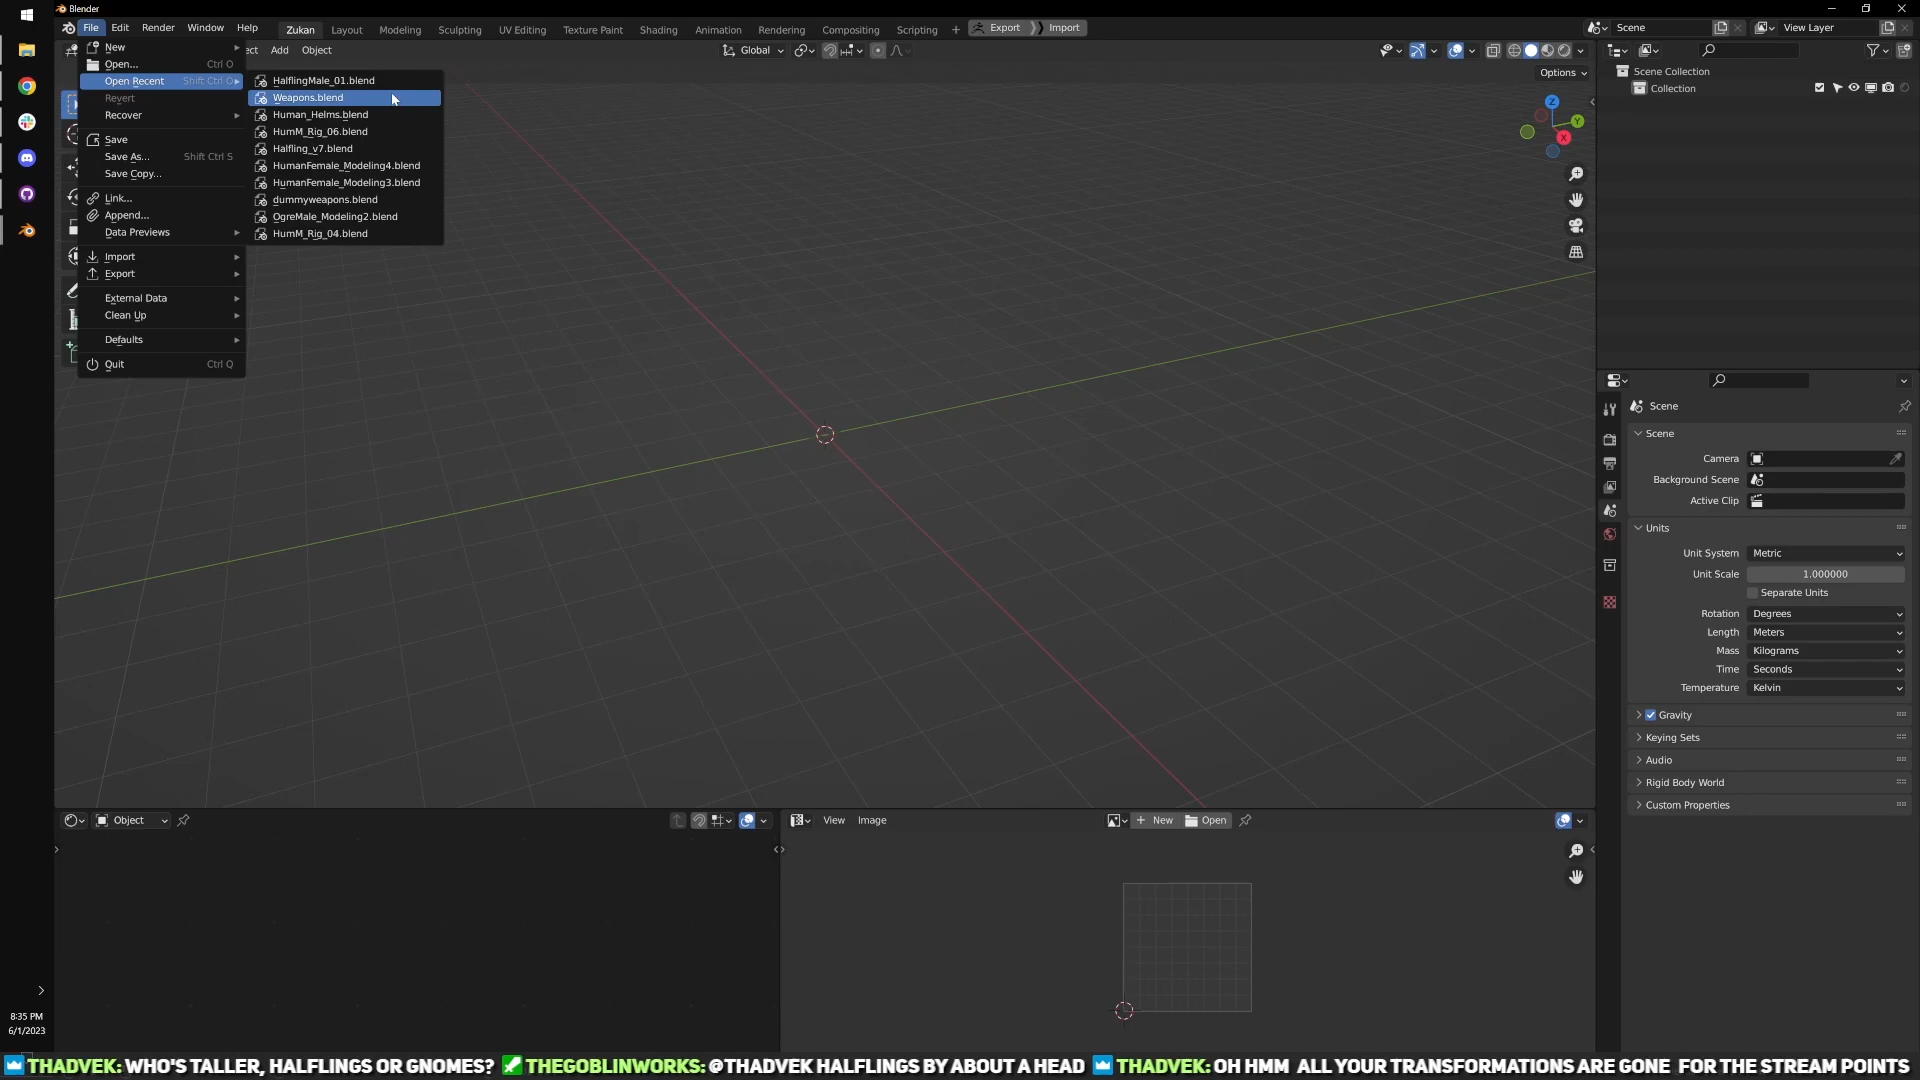 Blender
File Edit Render Window Help Zukan Layout Modeling Sculpting UV Editing Texture Paint Shading Animation Rendering Compositing Scripting + Export Import Scene View Layer
Add Object Global
Options
New
Open... Ctrl O
Open Recent
Revert
Recover
Save
Save As... Shift Ctrl S
Save Copy...
Link...
Append...
Data Previews
Import
Export
External Data
Clean Up
Defaults
Quit Ctrl Q
HalflingMale_01.blend
Weapons.blend
Human_Helms.blend
HumM_Rig_06.blend
Halfling_v7.blend
HumanFemale_Modeling4.blend
HumanFemale_Modeling3.blend
dummyweapons.blend
OgreMale_Modeling2.blend
HumM_Rig_04.blend
Z
Y
X
Scene Collection
Collection
Scene
Scene
Camera
Background Scene
Active Clip
Units
Unit System Metric
Unit Scale 1.000000
Separate Units
Rotation Degrees
Length Meters
Mass Kilograms
Time Seconds
Temperature Kelvin
Gravity
Keying Sets
Audio
Rigid Body World
Custom Properties
Object
View Image + New Open
8:35 PM
6/1/2023
THADVEK: WHO'S TALLER, HALFLINGS OR GNOMES? THEGOBLINWORKS: @THADVEK HALFLINGS BY ABOUT A HEAD THADVEK: OH HMM ALL YOUR TRANSFORMATIONS ARE GONE FOR THE STREAM POINTS